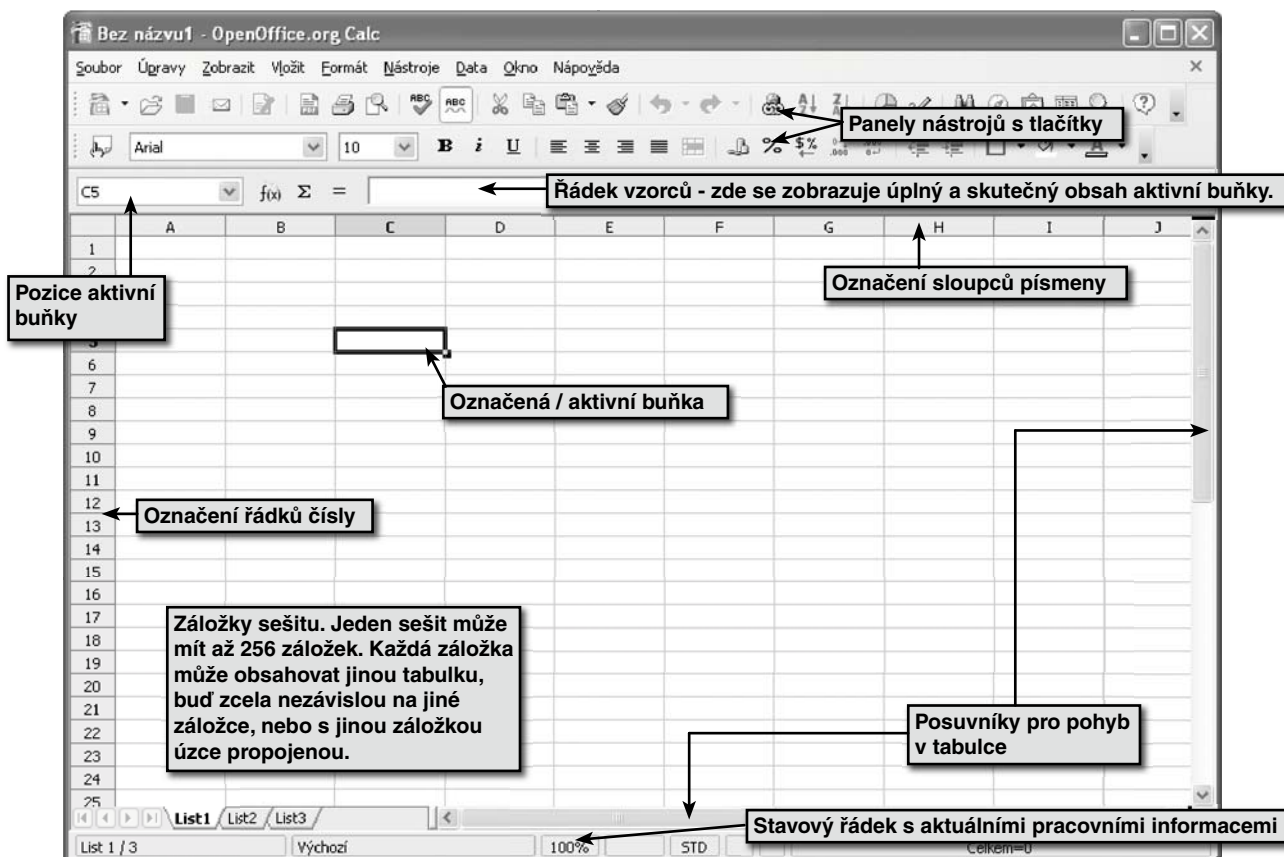 Bez názvu1 - OpenOffice.org Calc
Soubor Úpravy Zobrazit Vložit Formát Nástroje Data Okno Nápověda
Panely nástrojů s tlačítky
Arial 10 B i U
C5 f(x) Σ =
Řádek vzorců - zde se zobrazuje úplný a skutečný obsah aktivní buňky.
A B C D E F G H I J
1
2
Pozice aktivní
buňky
Označení sloupců písmeny
5
6
7
Označená / aktivní buňka
8
9
10
11
12
Označení řádků čísly
13
14
15
16
17
18
19
20
21
22
23
24
25
Záložky sešitu. Jeden sešit může
mít až 256 záložek. Každá záložka
může obsahovat jinou tabulku,
buď zcela nezávislou na jiné
záložce, nebo s jinou záložkou
úzce propojenou.
Posuvníky pro pohyb
v tabulce
List1 List2 List3
Stavový řádek s aktuálními pracovními informacemi
List 1 / 3 Výchozí 100% STD Celkem=0